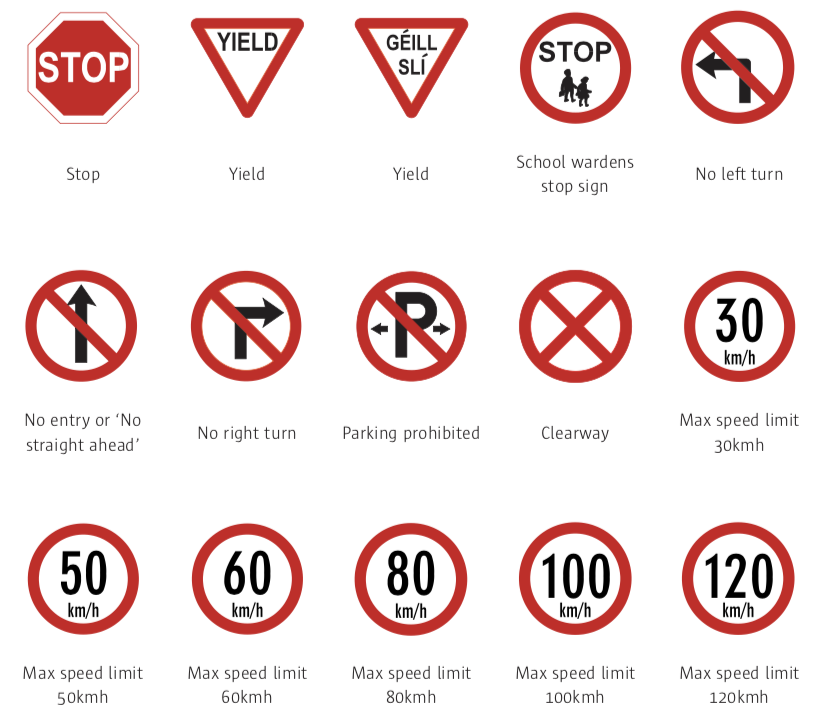 STOP
YIELD
GÉILL
SLÍ
STOP
Stop
Yield
Yield
School wardens
stop sign
No left turn
P
30
km/h
No entry or ‘No
straight ahead’
No right turn
Parking prohibited
Clearway
Max speed limit
30kmh
50
km/h
60
km/h
80
km/h
100
km/h
120
km/h
Max speed limit
50kmh
Max speed limit
60kmh
Max speed limit
80kmh
Max speed limit
100kmh
Max speed limit
120kmh